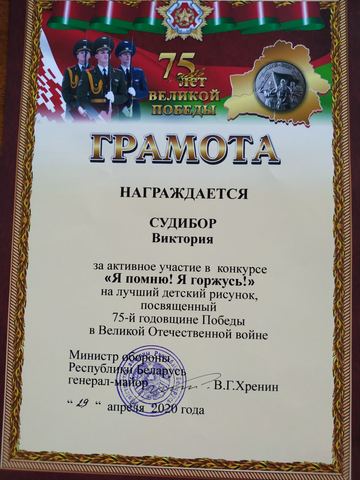 75
ЛЕТ
ВЕЛИКОЙ
ПОБЕДЫ
ГРАМОТА
НАГРАЖДАЕТСЯ
СУДИБОР
Виктория
за активное участие в конкурсе
«Я помню! Я горжусь!»
на лучший детский рисунок,
посвященный
75-й годовщине Победы
в Великой Отечественной войне
Министр обороны
Республики Беларусь
генерал-майор В.Г.Хренин
“ 29 ” апреля 2020 года